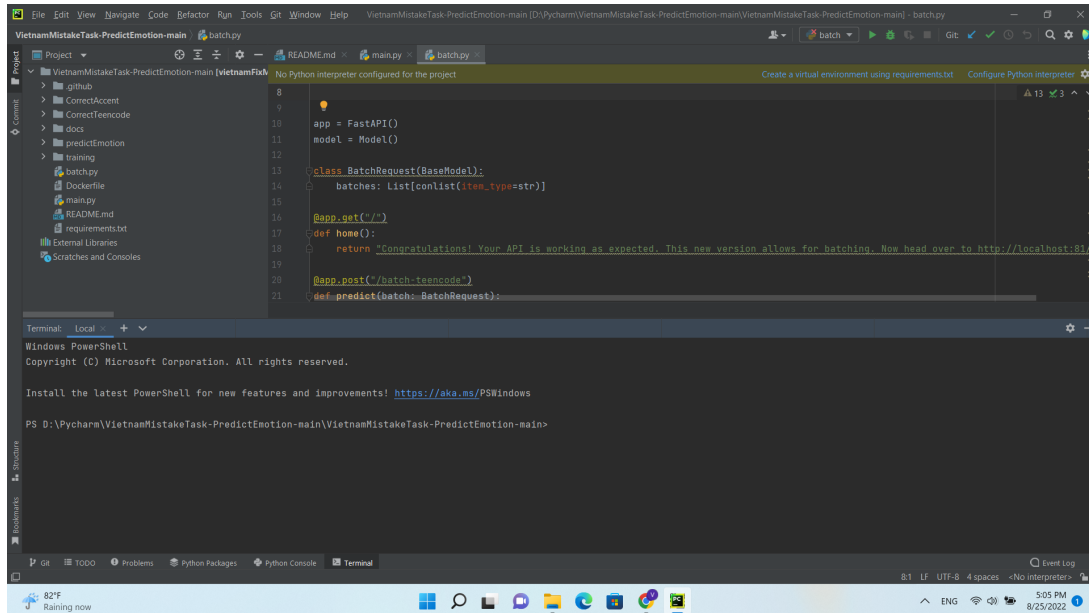 File Edit View Navigate Code Refactor Run Tools Git Window Help VietnamMistakeTask-PredictEmotion-main [D:\Pycharm\VietnamMistakeTask-PredictEmotion-main\VietnamMistakeTask-PredictEmotion-main] - batch.py
VietnamMistakeTask-PredictEmotion-main batch.py batch Git:
Project README.md main.py batch.py
VietnamMistakeTask-PredictEmotion-main [vietnamFixM
No Python interpreter configured for the project Create a virtual environment using requirements.txt Configure Python interpreter
.github
CorrectAccent
CorrectTeencode
docs
predictEmotion
training
batch.py
Dockerfile
main.py
README.md
requirements.txt
External Libraries
Scratches and Consoles
8 13 3
9
10 app = FastAPI()
11 model = Model()
12
13 class BatchRequest(BaseModel):
14 batches: List[conlist(item_type=str)]
15
16 @app.get("/")
17 def home():
18 return "Congratulations! Your API is working as expected. This new version allows for batching. Now head over to http://localhost:81/
19
20 @app.post("/batch-teencode")
21 def predict(batch: BatchRequest):
Project
Commit
Structure
Bookmarks
Terminal: Local
Windows PowerShell
Copyright (C) Microsoft Corporation. All rights reserved.
Install the latest PowerShell for new features and improvements! https://aka.ms/PSWindows
PS D:\Pycharm\VietnamMistakeTask-PredictEmotion-main\VietnamMistakeTask-PredictEmotion-main>
Git TODO Problems Python Packages Python Console Terminal Event Log
8:1 LF UTF-8 4 spaces <No interpreter>
82°F
Raining now
ENG
5:05 PM
8/25/2022
1